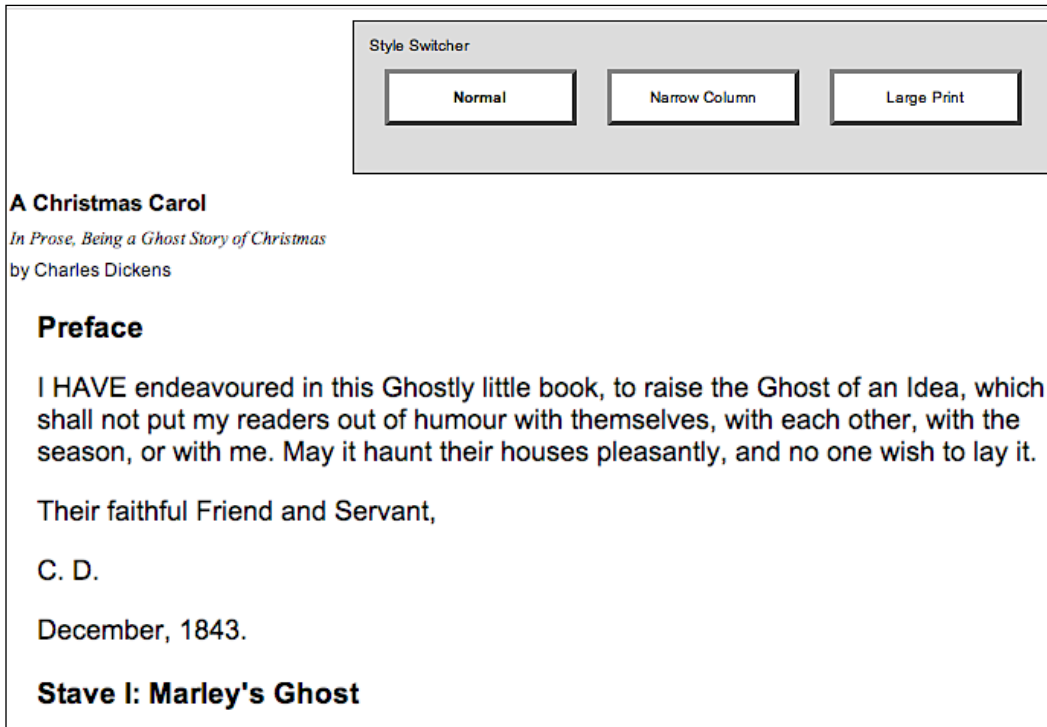 Style Switcher
Normal
Narrow Column
Large Print
A Christmas Carol
In Prose, Being a Ghost Story of Christmas
by Charles Dickens
Preface
I HAVE endeavoured in this Ghostly little book, to raise the Ghost of an Idea, which
shall not put my readers out of humour with themselves, with each other, with the
season, or with me. May it haunt their houses pleasantly, and no one wish to lay it.
Their faithful Friend and Servant,
C. D.
December, 1843.
Stave I: Marley's Ghost